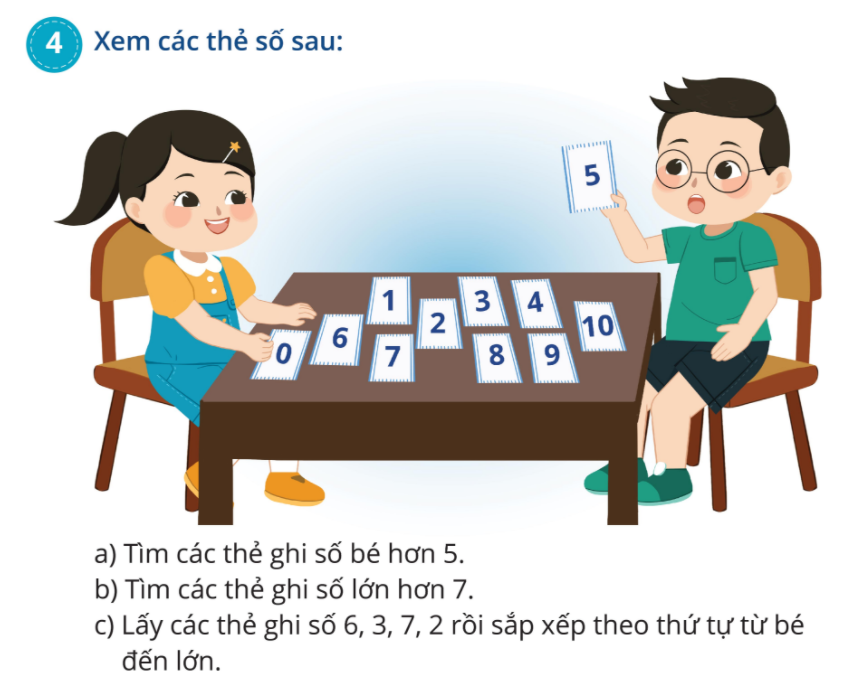 4 Xem các thẻ số sau:
5
1 3 4
6 2 10
0 7 8 9
a) Tìm các thẻ ghi số bé hơn 5.
b) Tìm các thẻ ghi số lớn hơn 7.
c) Lấy các thẻ ghi số 6, 3, 7, 2 rồi sắp xếp theo thứ tự từ bé
đến lớn.